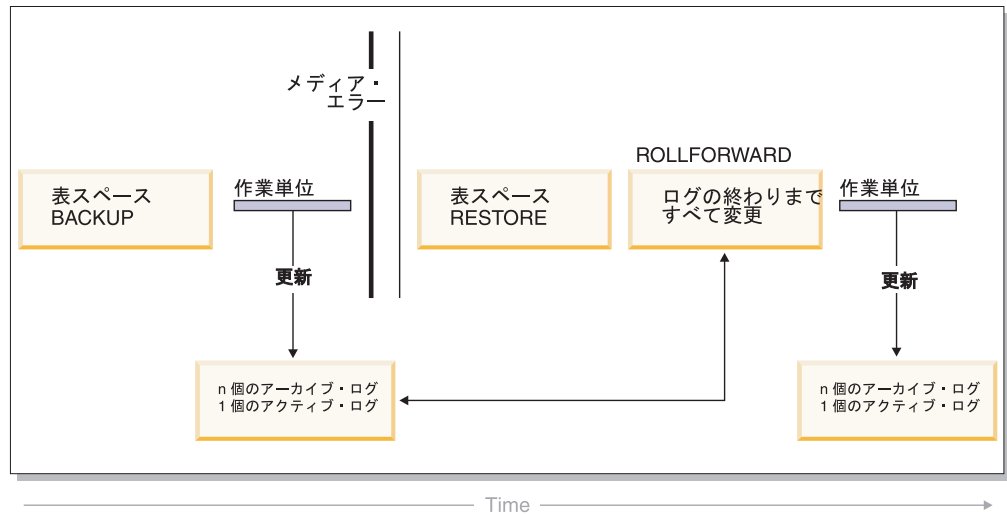 メディア・
エラー
ROLLFORWARD
表スペース
BACKUP
作業単位
表スペース
RESTORE
ログの終わりまで
すべて変更
作業単位
更新
更新
n 個のアーカイブ・ログ
1 個のアクティブ・ログ
n 個のアーカイブ・ログ
1 個のアクティブ・ログ
Time